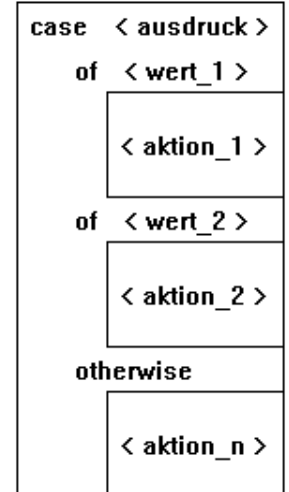 case < ausdruck >
of < wert_1 >
< aktion_1 >
of < wert_2 >
< aktion_2 >
otherwise
< aktion_n >